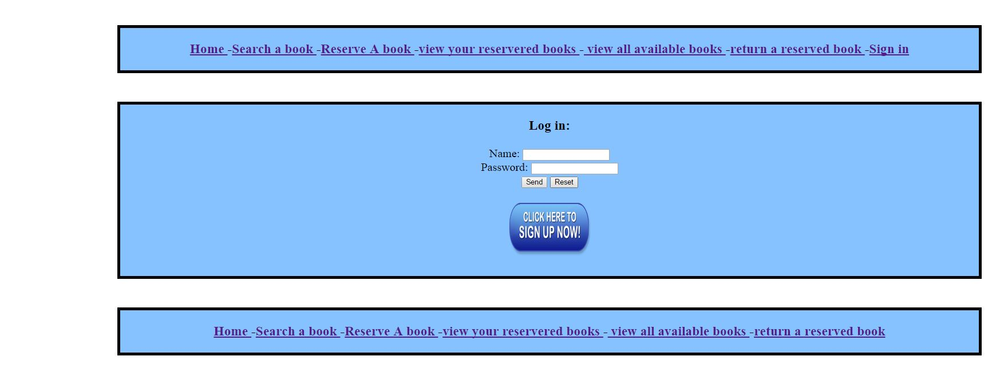 Home -Search a book -Reserve A book -view your reservered books - view all available books -return a reserved book -Sign in
Log in:
Name:
Password:
Send Reset
CLICK HERE TO
SIGN UP NOW!
Home -Search a book -Reserve A book -view your reservered books - view all available books -return a reserved book